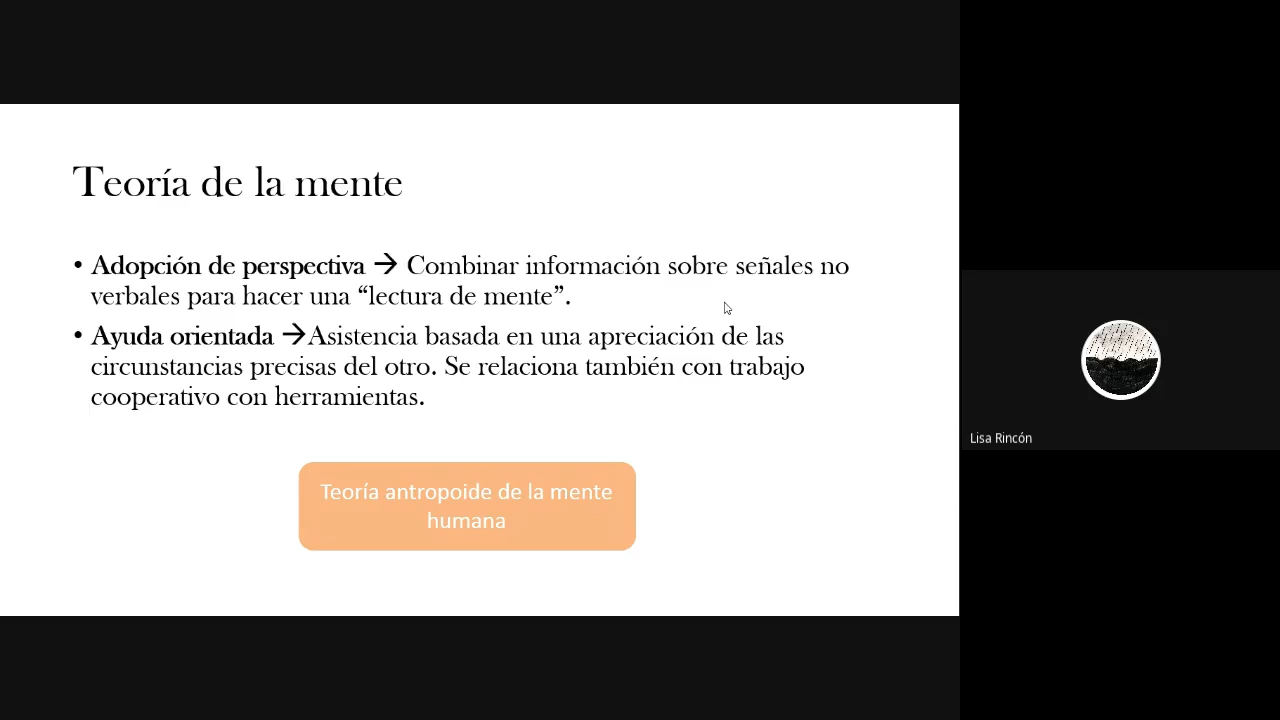 Teoría de la mente
• Adopción de perspectiva → Combinar información sobre señales no
verbales para hacer una “lectura de mente”.
• Ayuda orientada →Asistencia basada en una apreciación de las
circunstancias precisas del otro. Se relaciona también con trabajo
cooperativo con herramientas.
Teoría antropoide de la mente
humana
Lisa Rincón